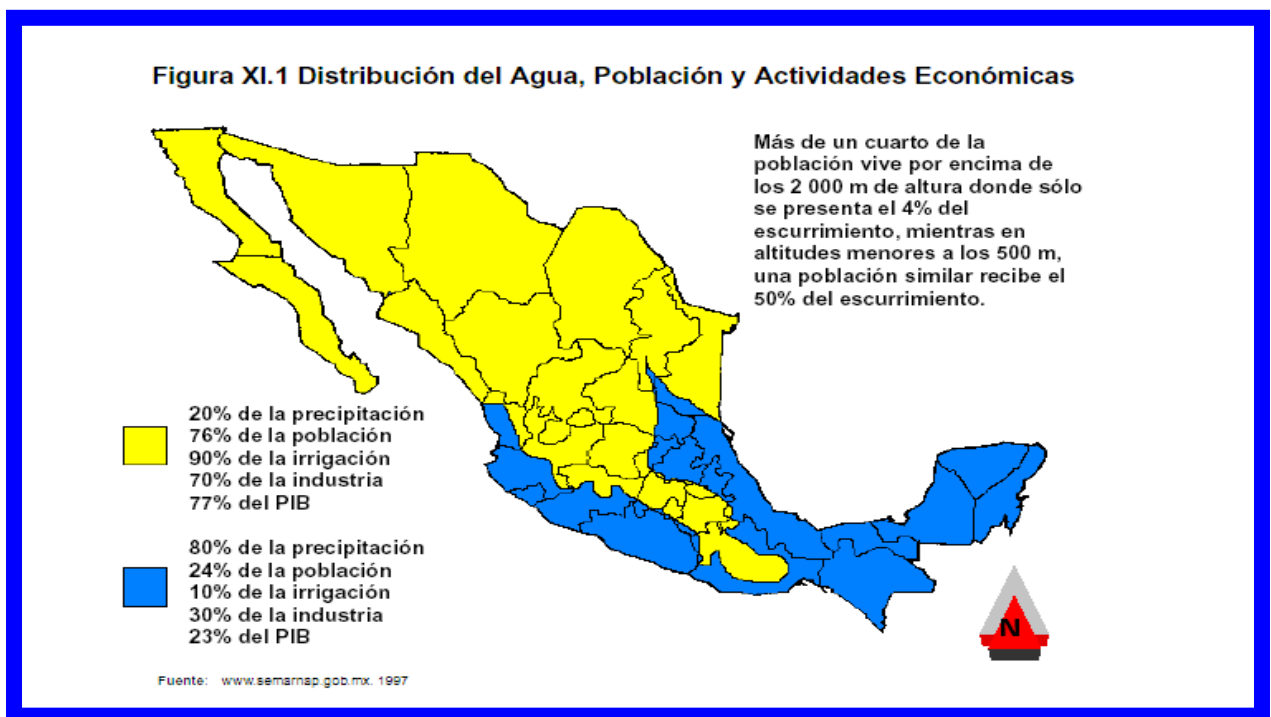 Figura XI.1 Distribución del Agua, Población y Actividades Económicas
Más de un cuarto de la
población vive por encima de
los 2 000 m de altura donde sólo
se presenta el 4% del
escurrimiento, mientras en
altitudes menores a los 500 m,
una población similar recibe el
50% del escurrimiento.
20% de la precipitación
76% de la población
90% de la irrigación
70% de la industria
77% del PIB
80% de la precipitación
24% de la población
10% de la irrigación
30% de la industria
23% del PIB
N
Fuente: www.semarnap.gob.mx. 1997